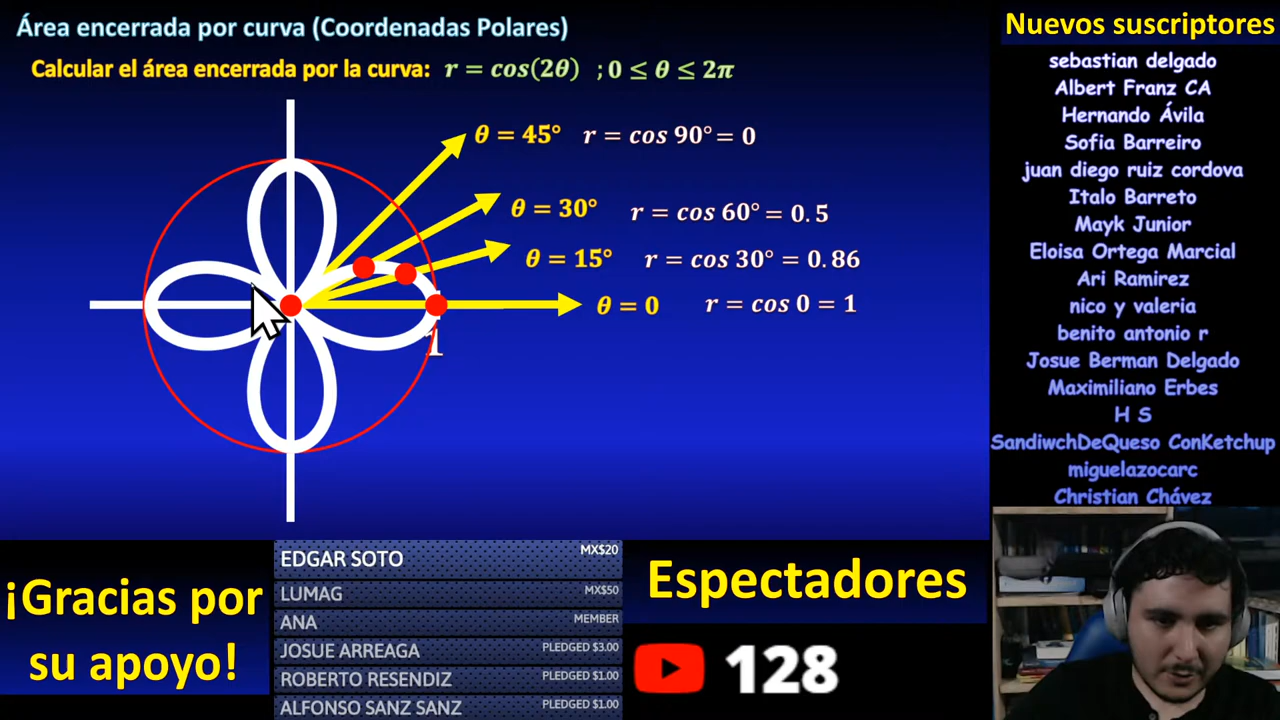 Área encerrada por curva (Coordenadas Polares)
Calcular el área encerrada por la curva: r = cos(2θ) ; 0 ≤ θ ≤ 2π
θ = 45° r = cos 90° = 0
θ = 30° r = cos 60° = 0.5
θ = 15° r = cos 30° = 0.86
θ = 0 r = cos 0 = 1
1
Nuevos suscriptores
sebastian delgado
Albert Franz CA
Hernando Ávila
Sofia Barreiro
juan diego ruiz cordova
Italo Barreto
Mayk Junior
Eloisa Ortega Marcial
Ari Ramirez
nico y valeria
benito antonio r
Josue Berman Delgado
Maximiliano Erbes
H S
SandiwchDeQueso ConKetchup
miguelazocarc
Christian Chávez
¡Gracias por
su apoyo!
EDGAR SOTO MX$20
LUMAG MX$50
ANA MEMBER
JOSUE ARREAGA PLEDGED $3.00
ROBERTO RESENDIZ PLEDGED $1.00
ALFONSO SANZ SANZ PLEDGED $1.00
Espectadores
128